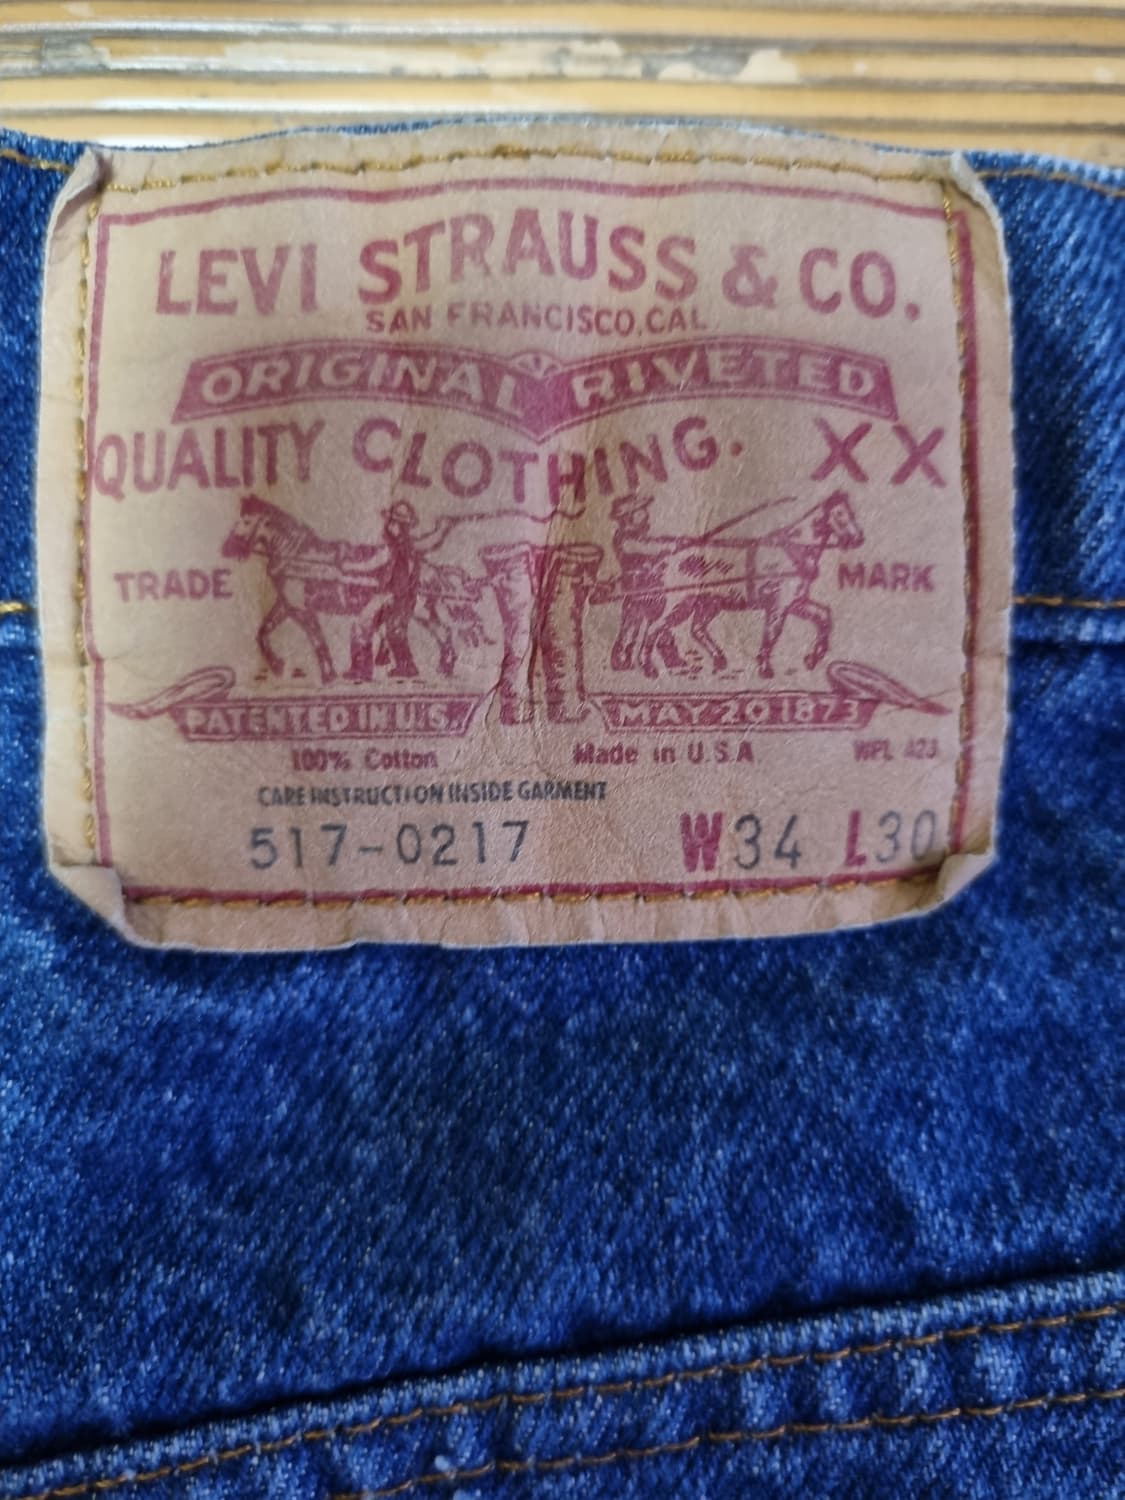 LEVI STRAUSS & CO.
SAN FRANCISCO, CAL.
ORIGINAL RIVETED
QUALITY CLOTHING. XX
TRADE MARK
PATENTED IN U.S. MAY 20 1873
100% Cotton Made in U.S.A WPL 423
CARE INSTRUCTION INSIDE GARMENT
517-0217 W34 L30